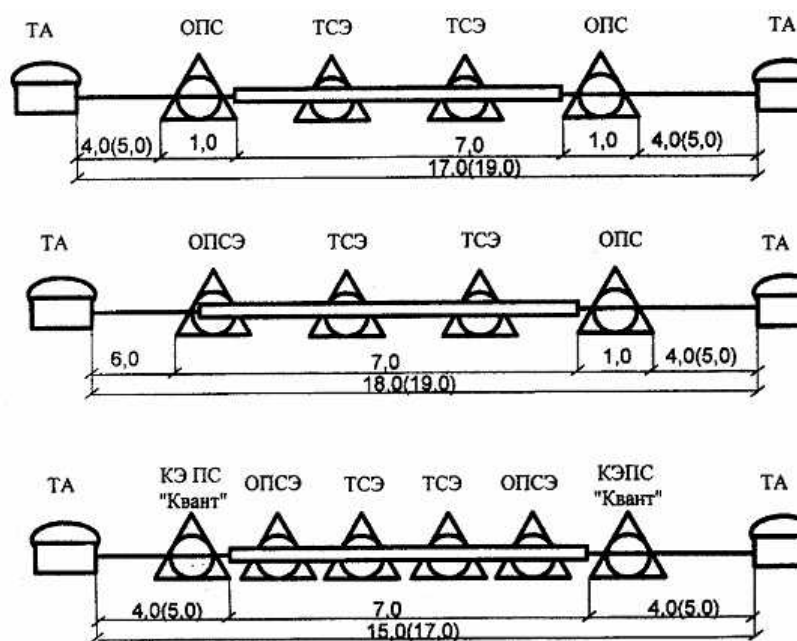 ТА ОПС ТСЭ ТСЭ ОПС ТА
4,0(5,0) 1,0 7,0 1,0 4,0(5,0)
17.0(19.0)
ТА ОПСЭ ТСЭ ТСЭ ОПС ТА
6,0 7,0 1,0 4,0(5,0)
18.0(19.0)
КЭ ПС ОПСЭ ТСЭ ТСЭ ОПСЭ КЭПС
ТА "Квант" "Квант" ТА
4,0(5.0) 7,0 4,0(5,0)
15.0(17,0)